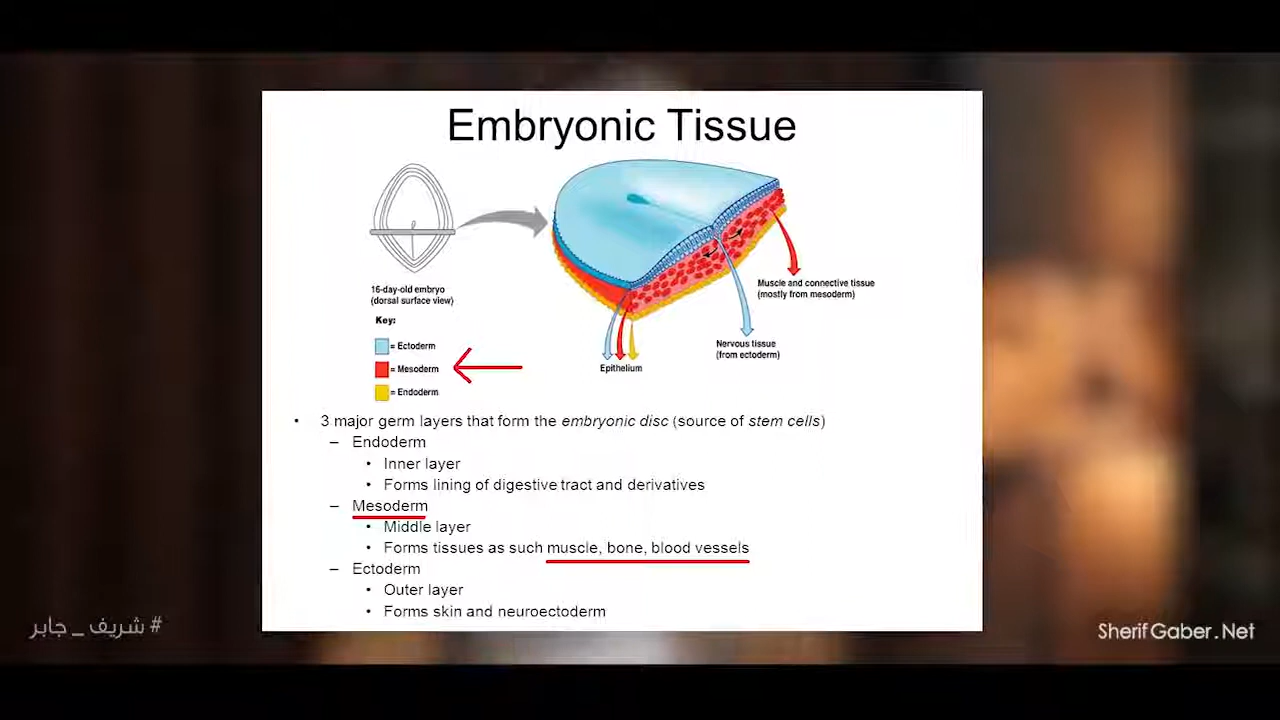 Embryonic Tissue
16-day-old embryo
(dorsal surface view)
Key:
= Ectoderm
= Mesoderm
= Endoderm
Muscle and connective tissue
(mostly from mesoderm)
Nervous tissue
(from ectoderm)
Epithelium
• 3 major germ layers that form the embryonic disc (source of stem cells)
– Endoderm
• Inner layer
• Forms lining of digestive tract and derivatives
– Mesoderm
• Middle layer
• Forms tissues as such muscle, bone, blood vessels
– Ectoderm
• Outer layer
• Forms skin and neuroectoderm
# شريف _ جابر
SherifGaber.Net